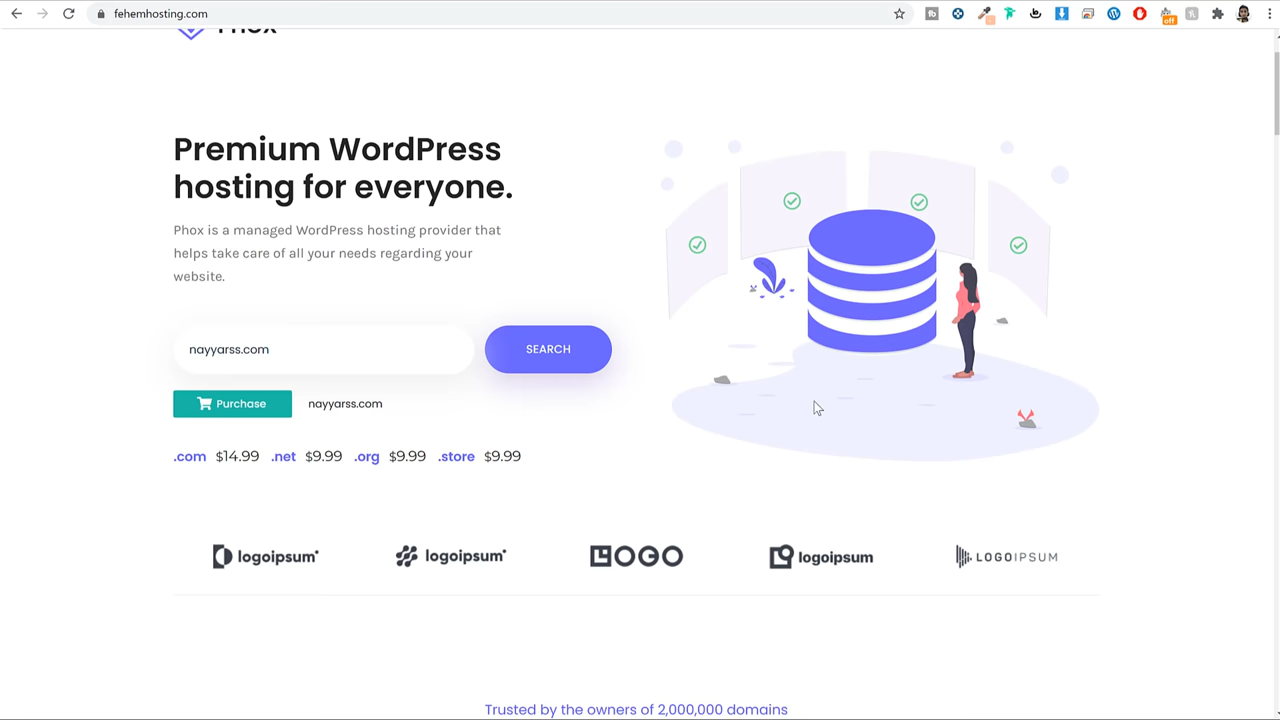 fehemhosting.com
off
Phox
Premium WordPress
hosting for everyone.
Phox is a managed WordPress hosting provider that
helps take care of all your needs regarding your
website.
nayyarss.com
SEARCH
Purchase nayyarss.com
.com $14.99 .net $9.99 .org $9.99 .store $9.99
logoipsum logoipsum LOGO logoipsum LOGOIPSUM
Trusted by the owners of 2,000,000 domains